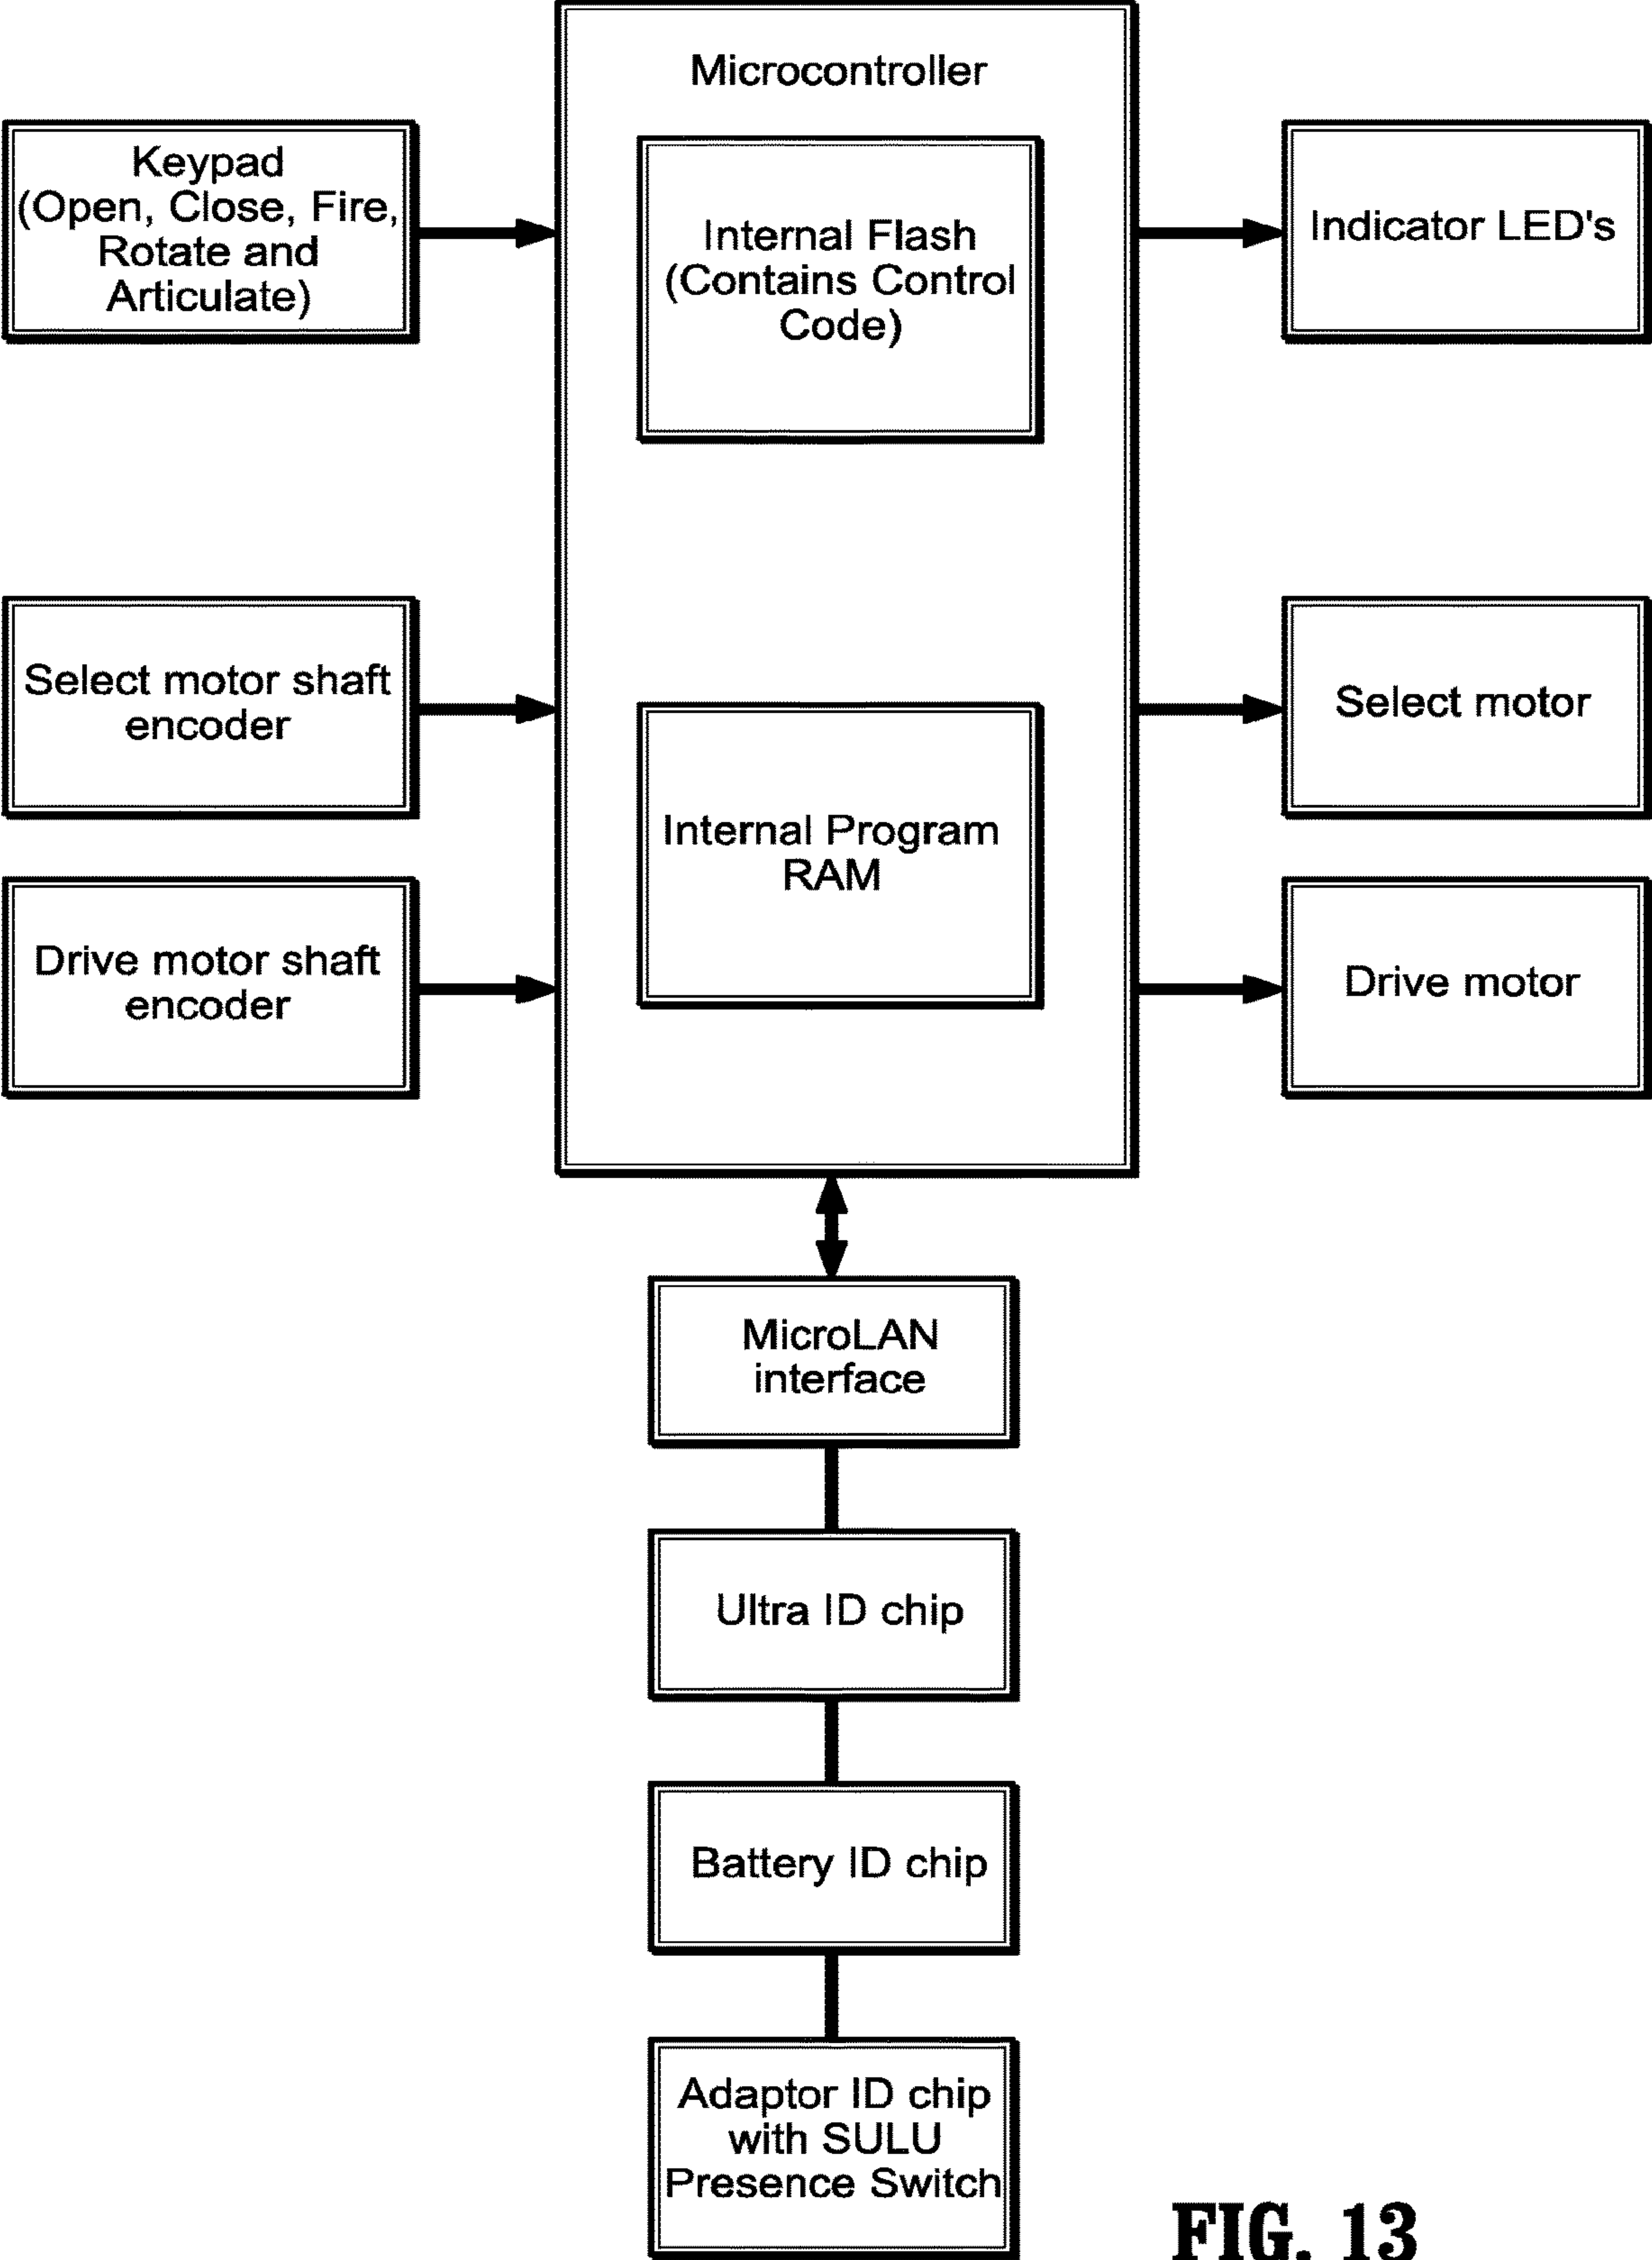 Microcontroller
Keypad
(Open, Close, Fire,
Rotate and
Articulate)
Internal Flash
(Contains Control
Code)
Indicator LED's
Select motor shaft
encoder
Select motor
Internal Program
RAM
Drive motor shaft
encoder
Drive motor
MicroLAN
interface
Ultra ID chip
Battery ID chip
Adaptor ID chip
with SULU
Presence Switch
FIG. 13